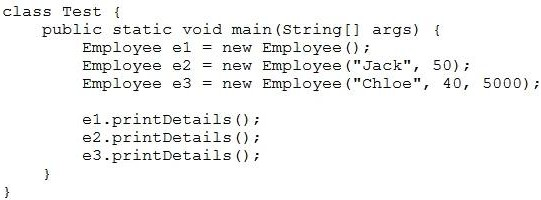 class Test {
    public static void main(String[] args) {
        Employee e1 = new Employee();
        Employee e2 = new Employee("Jack", 50);
        Employee e3 = new Employee("Chloe", 40, 5000);

        e1.printDetails();
        e2.printDetails();
        e3.printDetails();
    }
}